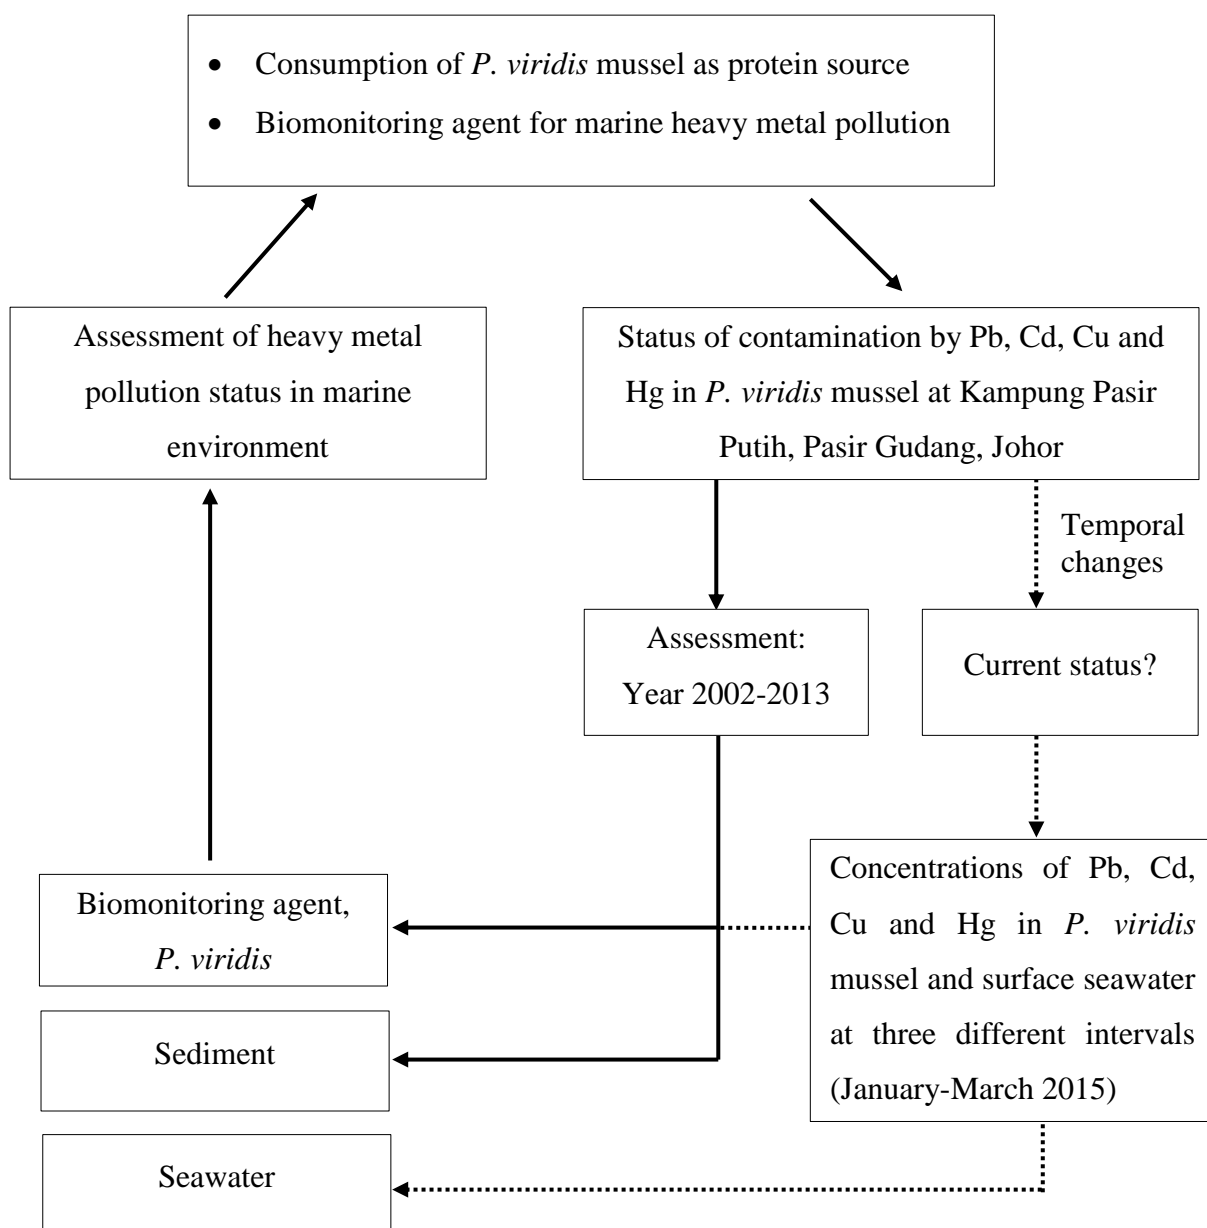 • Consumption of P. viridis mussel as protein source
• Biomonitoring agent for marine heavy metal pollution
Assessment of heavy metal
pollution status in marine
environment
Status of contamination by Pb, Cd, Cu and
Hg in P. viridis mussel at Kampung Pasir
Putih, Pasir Gudang, Johor
Temporal
changes
Assessment:
Year 2002-2013
Current status?
Biomonitoring agent,
P. viridis
Concentrations of Pb, Cd,
Cu and Hg in P. viridis
mussel and surface seawater
at three different intervals
(January-March 2015)
Sediment
Seawater